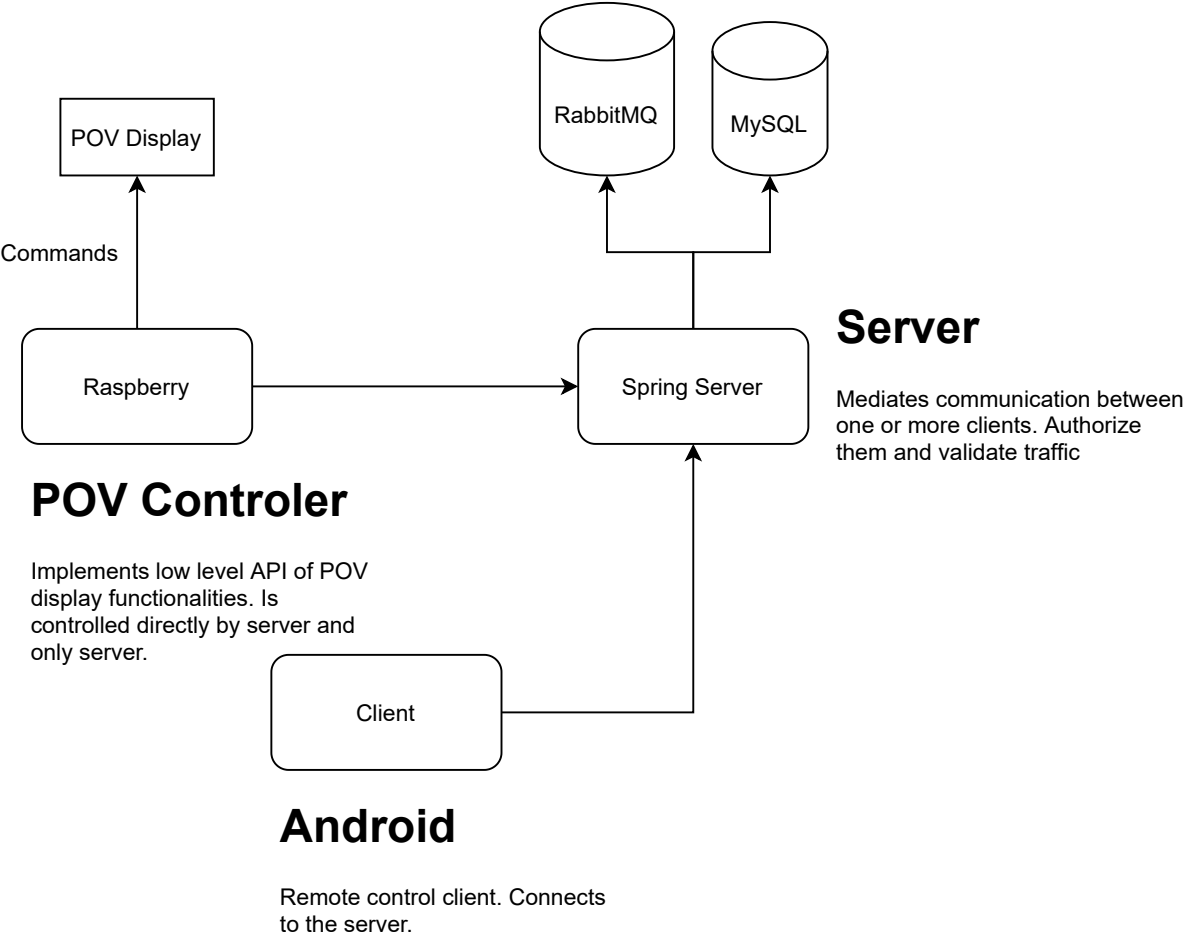 RabbitMQ
MySQL
POV Display
Commands
Raspberry
Spring Server
Server
Mediates communication between
one or more clients. Authorize
them and validate traffic
POV Controler
Implements low level API of POV
display functionalities. Is
controlled directly by server and
only server.
Client
Android
Remote control client. Connects
to the server.